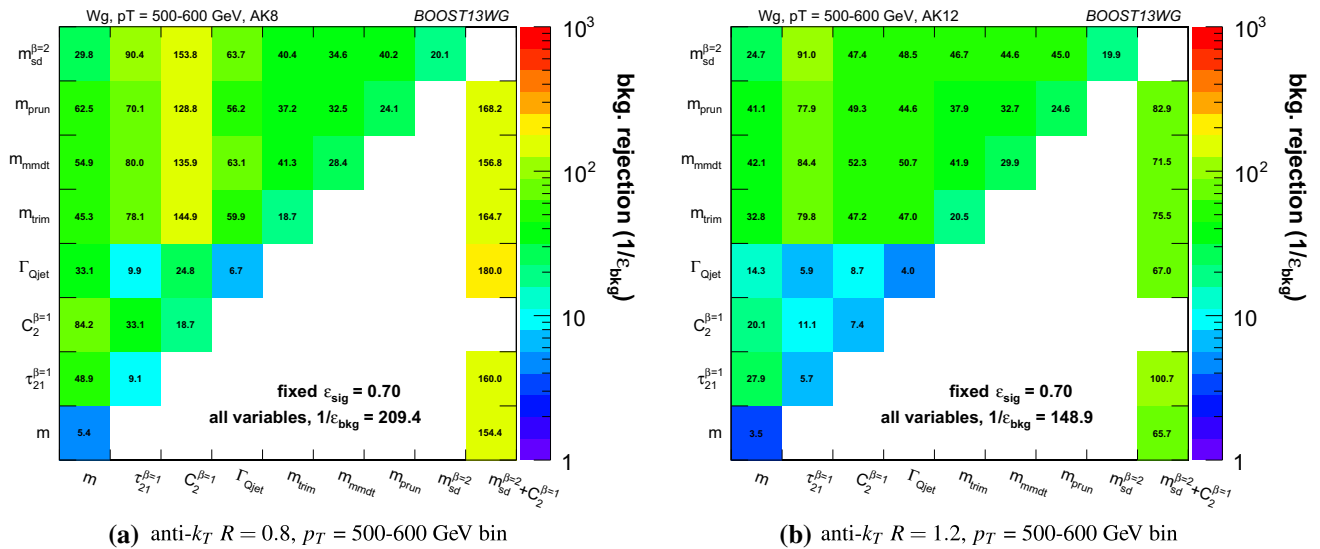 Wg, pT = 500-600 GeV, AK8 BOOST13WG
m_sd^β=2 29.8 90.4 153.8 63.7 40.4 34.6 40.2 20.1
m_prun 62.5 70.1 128.8 56.2 37.2 32.5 24.1 168.2
m_mmdt 54.9 80.0 135.9 63.1 41.3 28.4 156.8
m_trim 45.3 78.1 144.9 59.9 18.7 164.7
Γ_Qjet 33.1 9.9 24.8 6.7 180.0
C_2^β=1 84.2 33.1 18.7
τ_21^β=1 48.9 9.1 160.0
fixed ε_sig = 0.70
all variables, 1/ε_bkg = 209.4
m 5.4 154.4
m τ_21^β=1 C_2^β=1 Γ_Qjet m_trim m_mmdt m_prun m_sd^β=2 m_sd^β=2+C_2^β=1
10^3
10^2
10
1
bkg. rejection (1/ε_bkg)
(a) anti-k_T R = 0.8, p_T = 500-600 GeV bin
Wg, pT = 500-600 GeV, AK12 BOOST13WG
m_sd^β=2 24.7 91.0 47.4 48.5 46.7 44.6 45.0 19.9
m_prun 41.1 77.9 49.3 44.6 37.9 32.7 24.6 82.9
m_mmdt 42.1 84.4 52.3 50.7 41.9 29.9 71.5
m_trim 32.8 79.8 47.2 47.0 20.5 75.5
Γ_Qjet 14.3 5.9 8.7 4.0 67.0
C_2^β=1 20.1 11.1 7.4
τ_21^β=1 27.9 5.7 100.7
fixed ε_sig = 0.70
all variables, 1/ε_bkg = 148.9
m 3.5 65.7
m τ_21^β=1 C_2^β=1 Γ_Qjet m_trim m_mmdt m_prun m_sd^β=2 m_sd^β=2+C_2^β=1
10^3
10^2
10
1
bkg. rejection (1/ε_bkg)
(b) anti-k_T R = 1.2, p_T = 500-600 GeV bin